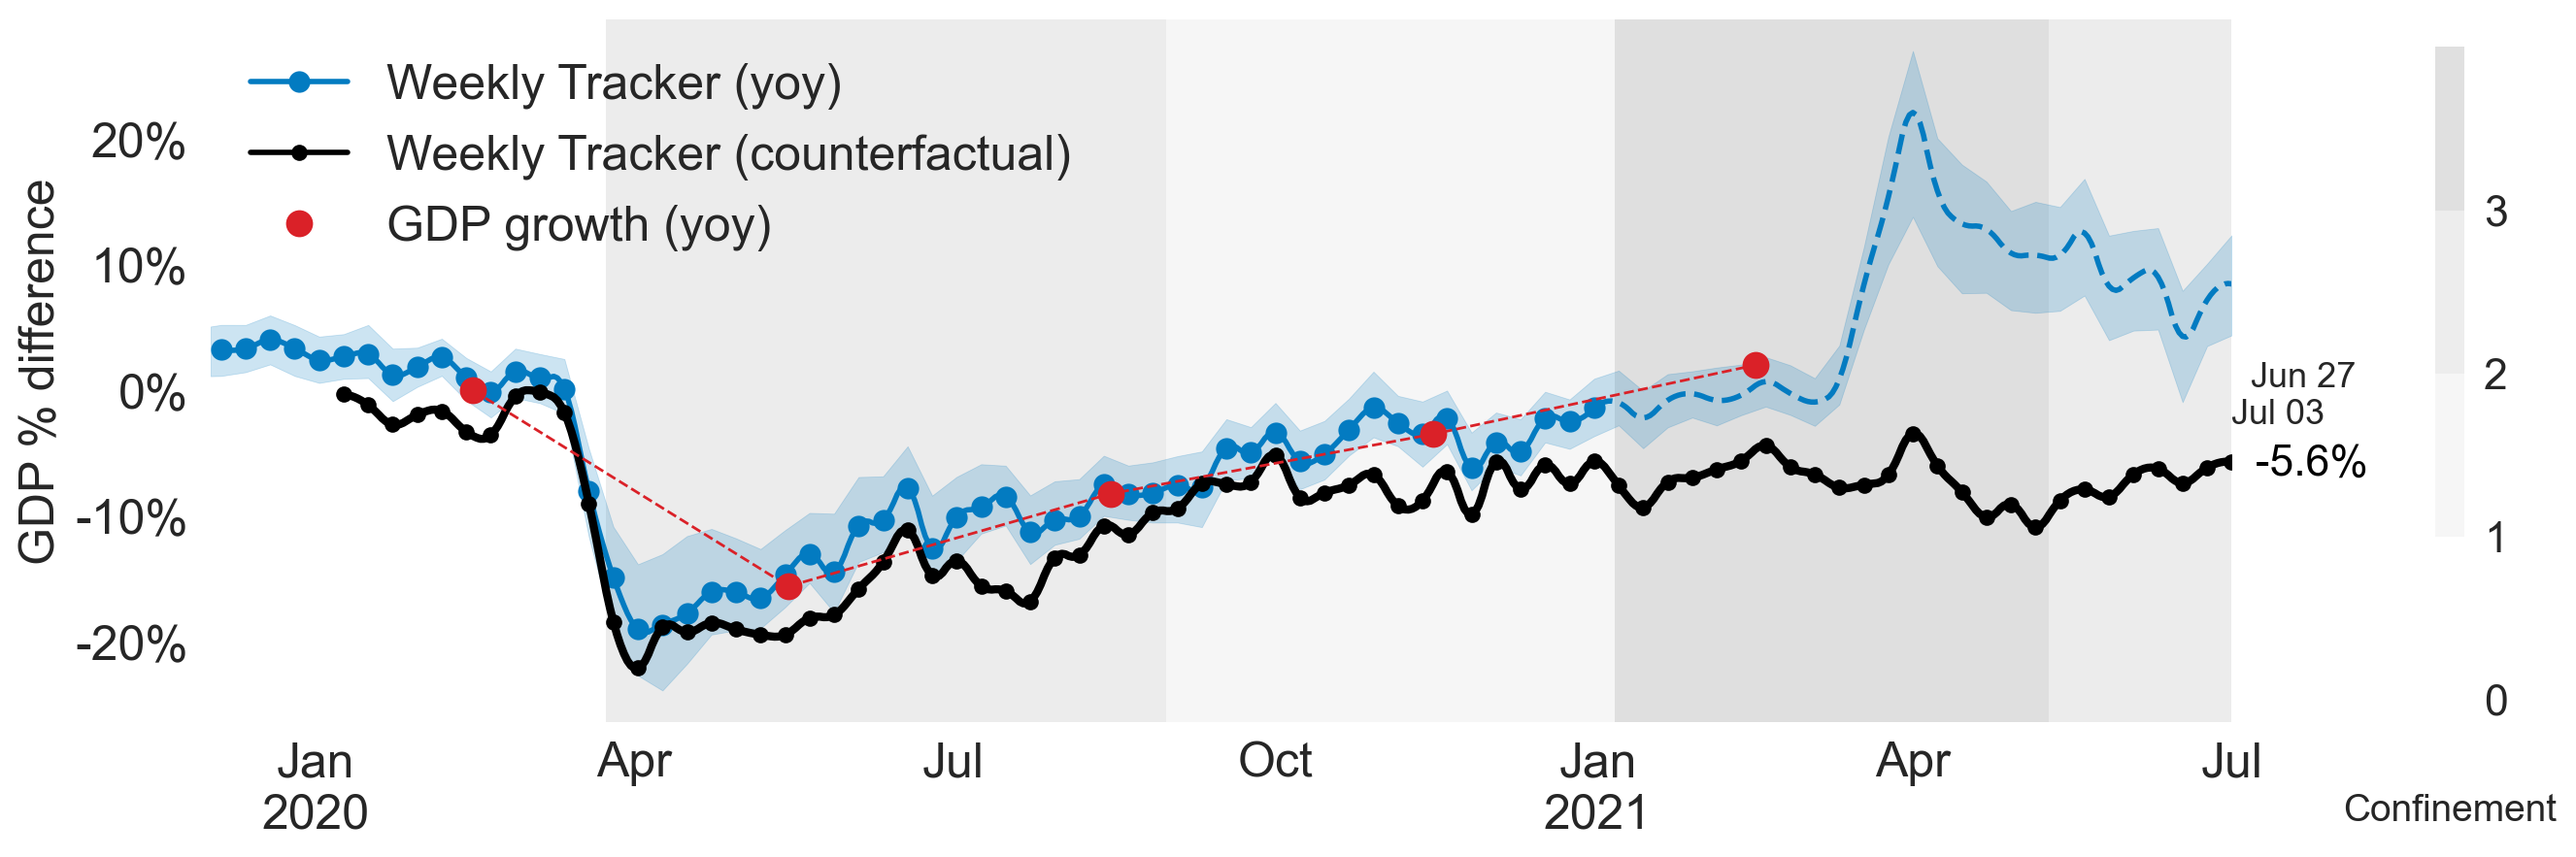 Weekly Tracker (yoy)
Weekly Tracker (counterfactual)
GDP growth (yoy)
GDP % difference
20%
10%
0%
-10%
-20%
Jan
2020
Apr
Jul
Oct
Jan
2021
Apr
Jul
Jun 27
Jul 03
-5.6%
3
2
1
0
Confinement